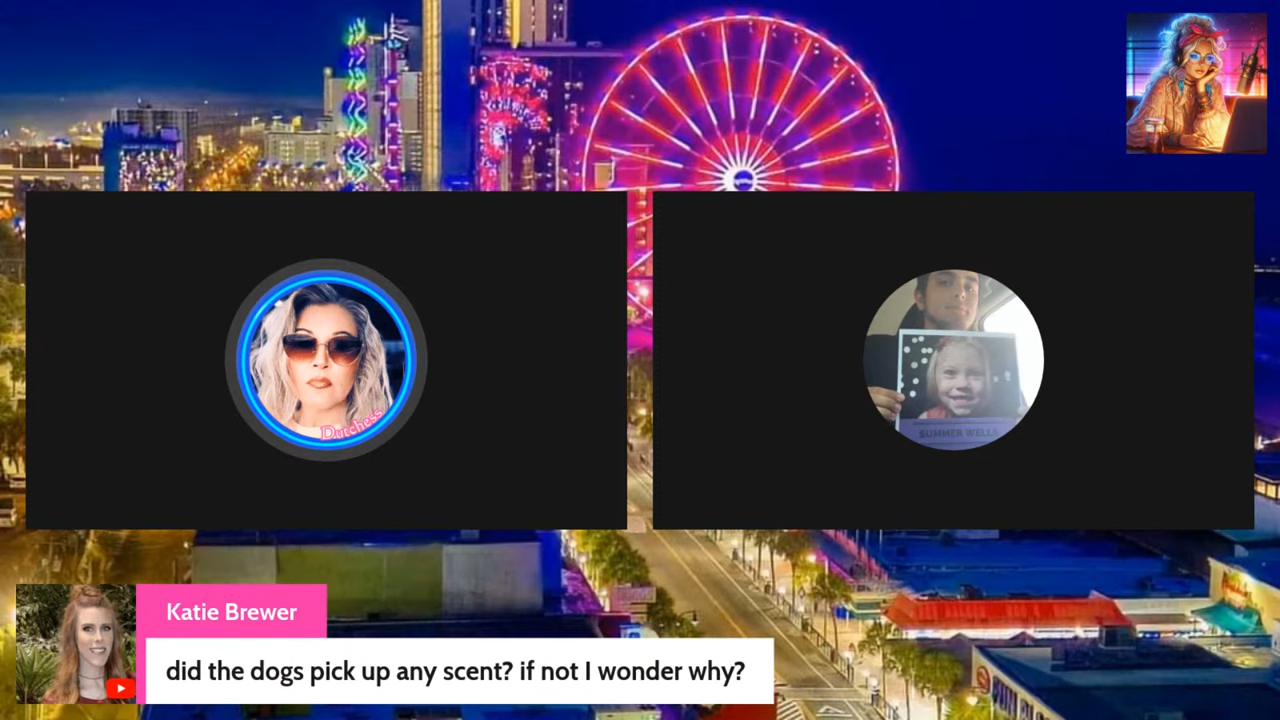 Dutchess
SUMMER WELLS
Katie Brewer
did the dogs pick up any scent? if not I wonder why?